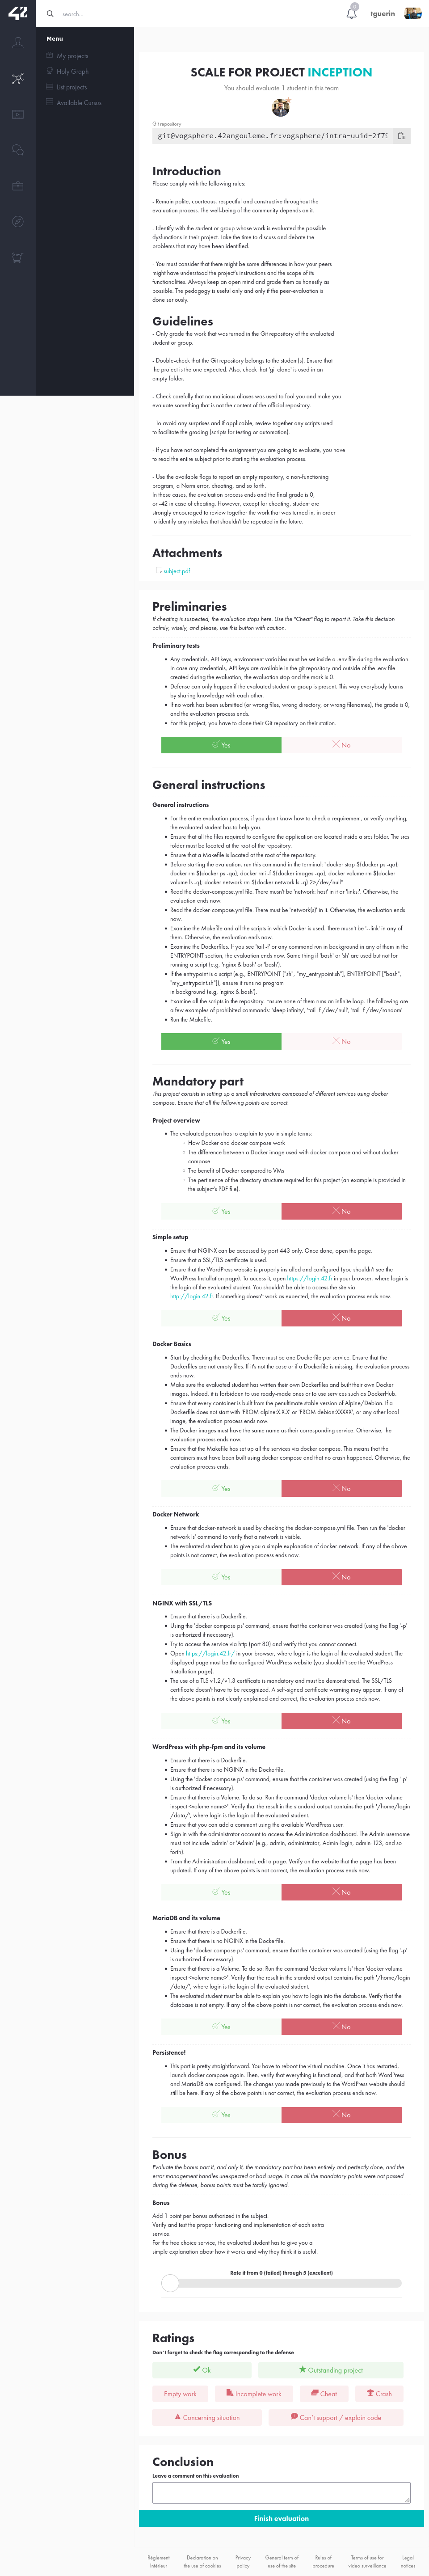 42
search...
tguerin
Menu
My projects
Holy Graph
List projects
Available Cursus
SCALE FOR PROJECT INCEPTION
You should evaluate 1 student in this team
Git repository
git@vogsphere.42angouleme.fr:vogsphere/intra-uuid-2f79
Introduction
Please comply with the following rules:
- Remain polite, courteous, respectful and constructive throughout the
evaluation process. The well-being of the community depends on it.
- Identify with the student or group whose work is evaluated the possible
dysfunctions in their project. Take the time to discuss and debate the
problems that may have been identified.
- You must consider that there might be some differences in how your peers
might have understood the project's instructions and the scope of its
functionalities. Always keep an open mind and grade them as honestly as
possible. The pedagogy is useful only and only if the peer-evaluation is
done seriously.
Guidelines
- Only grade the work that was turned in the Git repository of the evaluated
student or group.
- Double-check that the Git repository belongs to the student(s). Ensure that
the project is the one expected. Also, check that 'git clone' is used in an
empty folder.
- Check carefully that no malicious aliases was used to fool you and make you
evaluate something that is not the content of the official repository.
- To avoid any surprises and if applicable, review together any scripts used
to facilitate the grading (scripts for testing or automation).
- If you have not completed the assignment you are going to evaluate, you have
to read the entire subject prior to starting the evaluation process.
- Use the available flags to report an empty repository, a non-functioning
program, a Norm error, cheating, and so forth.
In these cases, the evaluation process ends and the final grade is 0,
or -42 in case of cheating. However, except for cheating, student are
strongly encouraged to review together the work that was turned in, in order
to identify any mistakes that shouldn't be repeated in the future.
Attachments
subject.pdf
Preliminaries
If cheating is suspected, the evaluation stops here. Use the "Cheat" flag to report it. Take this decision
calmly, wisely, and please, use this button with caution.
Preliminary tests
• Any credentials, API keys, environment variables must be set inside a .env file during the evaluation.
In case any credentials, API keys are available in the git repository and outside of the .env file
created during the evaluation, the evaluation stop and the mark is 0.
• Defense can only happen if the evaluated student or group is present. This way everybody learns
by sharing knowledge with each other.
• If no work has been submitted (or wrong files, wrong directory, or wrong filenames), the grade is 0,
and the evaluation process ends.
• For this project, you have to clone their Git repository on their station.
Yes
No
General instructions
General instructions
• For the entire evaluation process, if you don't know how to check a requirement, or verify anything,
the evaluated student has to help you.
• Ensure that all the files required to configure the application are located inside a srcs folder. The srcs
folder must be located at the root of the repository.
• Ensure that a Makefile is located at the root of the repository.
• Before starting the evaluation, run this command in the terminal: "docker stop $(docker ps -qa);
docker rm $(docker ps -qa); docker rmi -f $(docker images -qa); docker volume rm $(docker
volume ls -q); docker network rm $(docker network ls -q) 2>/dev/null"
• Read the docker-compose.yml file. There musn't be 'network: host' in it or 'links:'. Otherwise, the
evaluation ends now.
• Read the docker-compose.yml file. There must be 'network(s)' in it. Otherwise, the evaluation ends
now.
• Examine the Makefile and all the scripts in which Docker is used. There musn't be '--link' in any of
them. Otherwise, the evaluation ends now.
• Examine the Dockerfiles. If you see 'tail -f' or any command run in background in any of them in the
ENTRYPOINT section, the evaluation ends now. Same thing if 'bash' or 'sh' are used but not for
running a script (e.g, 'nginx & bash' or 'bash').
• If the entrypoint is a script (e.g., ENTRYPOINT ["sh", "my_entrypoint.sh"], ENTRYPOINT ["bash",
"my_entrypoint.sh"]), ensure it runs no program
in background (e.g, 'nginx & bash').
• Examine all the scripts in the repository. Ensure none of them runs an infinite loop. The following are
a few examples of prohibited commands: 'sleep infinity', 'tail -f /dev/null', 'tail -f /dev/random'
• Run the Makefile.
Yes
No
Mandatory part
This project consists in setting up a small infrastructure composed of different services using docker
compose. Ensure that all the following points are correct.
Project overview
• The evaluated person has to explain to you in simple terms:
○ How Docker and docker compose work
○ The difference between a Docker image used with docker compose and without docker
compose
○ The benefit of Docker compared to VMs
○ The pertinence of the directory structure required for this project (an example is provided in
the subject's PDF file).
Yes
No
Simple setup
• Ensure that NGINX can be accessed by port 443 only. Once done, open the page.
• Ensure that a SSL/TLS certificate is used.
• Ensure that the WordPress website is properly installed and configured (you shouldn't see the
WordPress Installation page). To access it, open https://login.42.fr in your browser, where login is
the login of the evaluated student. You shouldn't be able to access the site via
http://login.42.fr. If something doesn't work as expected, the evaluation process ends now.
Yes
No
Docker Basics
• Start by checking the Dockerfiles. There must be one Dockerfile per service. Ensure that the
Dockerfiles are not empty files. If it's not the case or if a Dockerfile is missing, the evaluation process
ends now.
• Make sure the evaluated student has written their own Dockerfiles and built their own Docker
images. Indeed, it is forbidden to use ready-made ones or to use services such as DockerHub.
• Ensure that every container is built from the penultimate stable version of Alpine/Debian. If a
Dockerfile does not start with 'FROM alpine:X.X.X' or 'FROM debian:XXXXX', or any other local
image, the evaluation process ends now.
• The Docker images must have the same name as their corresponding service. Otherwise, the
evaluation process ends now.
• Ensure that the Makefile has set up all the services via docker compose. This means that the
containers must have been built using docker compose and that no crash happened. Otherwise, the
evaluation process ends.
Yes
No
Docker Network
• Ensure that docker-network is used by checking the docker-compose.yml file. Then run the 'docker
network ls' command to verify that a network is visible.
• The evaluated student has to give you a simple explanation of docker-network. If any of the above
points is not correct, the evaluation process ends now.
Yes
No
NGINX with SSL/TLS
• Ensure that there is a Dockerfile.
• Using the 'docker compose ps' command, ensure that the container was created (using the flag '-p'
is authorized if necessary).
• Try to access the service via http (port 80) and verify that you cannot connect.
• Open https://login.42.fr/ in your browser, where login is the login of the evaluated student. The
displayed page must be the configured WordPress website (you shouldn't see the WordPress
Installation page).
• The use of a TLS v1.2/v1.3 certificate is mandatory and must be demonstrated. The SSL/TLS
certificate doesn't have to be recognized. A self-signed certificate warning may appear. If any of
the above points is not clearly explained and correct, the evaluation process ends now.
Yes
No
WordPress with php-fpm and its volume
• Ensure that there is a Dockerfile.
• Ensure that there is no NGINX in the Dockerfile.
• Using the 'docker compose ps' command, ensure that the container was created (using the flag '-p'
is authorized if necessary).
• Ensure that there is a Volume. To do so: Run the command 'docker volume ls' then 'docker volume
inspect <volume name>'. Verify that the result in the standard output contains the path '/home/login
/data/', where login is the login of the evaluated student.
• Ensure that you can add a comment using the available WordPress user.
• Sign in with the administrator account to access the Administration dashboard. The Admin username
must not include 'admin' or 'Admin' (e.g., admin, administrator, Admin-login, admin-123, and so
forth).
• From the Administration dashboard, edit a page. Verify on the website that the page has been
updated. If any of the above points is not correct, the evaluation process ends now.
Yes
No
MariaDB and its volume
• Ensure that there is a Dockerfile.
• Ensure that there is no NGINX in the Dockerfile.
• Using the 'docker compose ps' command, ensure that the container was created (using the flag '-p'
is authorized if necessary).
• Ensure that there is a Volume. To do so: Run the command 'docker volume ls' then 'docker volume
inspect <volume name>'. Verify that the result in the standard output contains the path '/home/login
/data/', where login is the login of the evaluated student.
• The evaluated student must be able to explain you how to login into the database. Verify that the
database is not empty. If any of the above points is not correct, the evaluation process ends now.
Yes
No
Persistence!
• This part is pretty straightforward. You have to reboot the virtual machine. Once it has restarted,
launch docker compose again. Then, verify that everything is functional, and that both WordPress
and MariaDB are configured. The changes you made previously to the WordPress website should
still be here. If any of the above points is not correct, the evaluation process ends now.
Yes
No
Bonus
Evaluate the bonus part if, and only if, the mandatory part has been entirely and perfectly done, and the
error management handles unexpected or bad usage. In case all the mandatory points were not passed
during the defense, bonus points must be totally ignored.
Bonus
Add 1 point per bonus authorized in the subject.
Verify and test the proper functioning and implementation of each extra
service.
For the free choice service, the evaluated student has to give you a
simple explanation about how it works and why they think it is useful.
Rate it from 0 (failed) through 5 (excellent)
Ratings
Don't forget to check the flag corresponding to the defense
Ok
Outstanding project
Empty work
Incomplete work
Cheat
Crash
Concerning situation
Can't support / explain code
Conclusion
Leave a comment on this evaluation
Finish evaluation
Règlement
Intérieur
Declaration on
the use of cookies
Privacy
policy
General term of
use of the site
Rules of
procedure
Terms of use for
video surveillance
Legal
notices